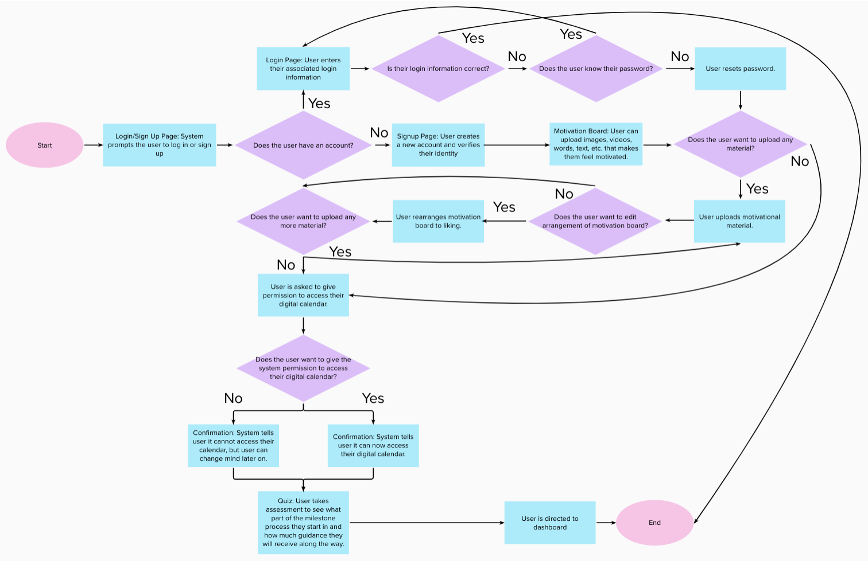 Yes
Yes
Login Page: User enters
their associated login
information
Is their login information correct?
No
Does the user know their password?
No
User resets password.
Yes
Start
Login/Sign Up Page: System
prompts the user to log in or sign
up
Does the user have an account?
No
Signup Page: User creates
a new account and verifies
their Identity
Motivation Board: User can
upload images, videos,
words, text, etc. that makes
them feel motivated.
Does the user want to upload any
material?
No
Yes
Does the user want to upload any
more material?
User rearranges motivation
board to liking.
Yes
No
Does the user want to edit
arrangement of motivation board?
User uploads motivational
material.
Yes
No
User is asked to give
permission to access their
digital calendar
Does the user want to give the
system permission to access
their digital calendar?
No
Yes
Confirmation: System tells
user it cannot access their
calendar, but user can
change mind later on.
Confirmation: System tells
user it can now access
their digital calendar.
Quiz: User takes
assessment to see what
part of the milestone
process they start in and
how much guidance they
will receive along the way.
User is directed to
dashboard
End